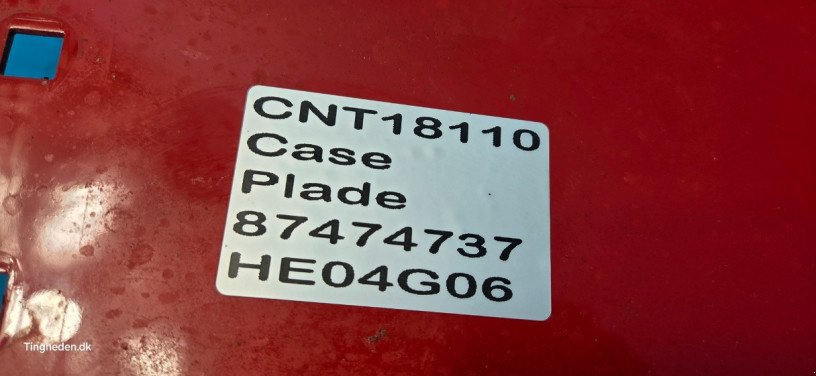 CNT18110
Case
Plade
87474737
HE04G06
Tingheden.dk